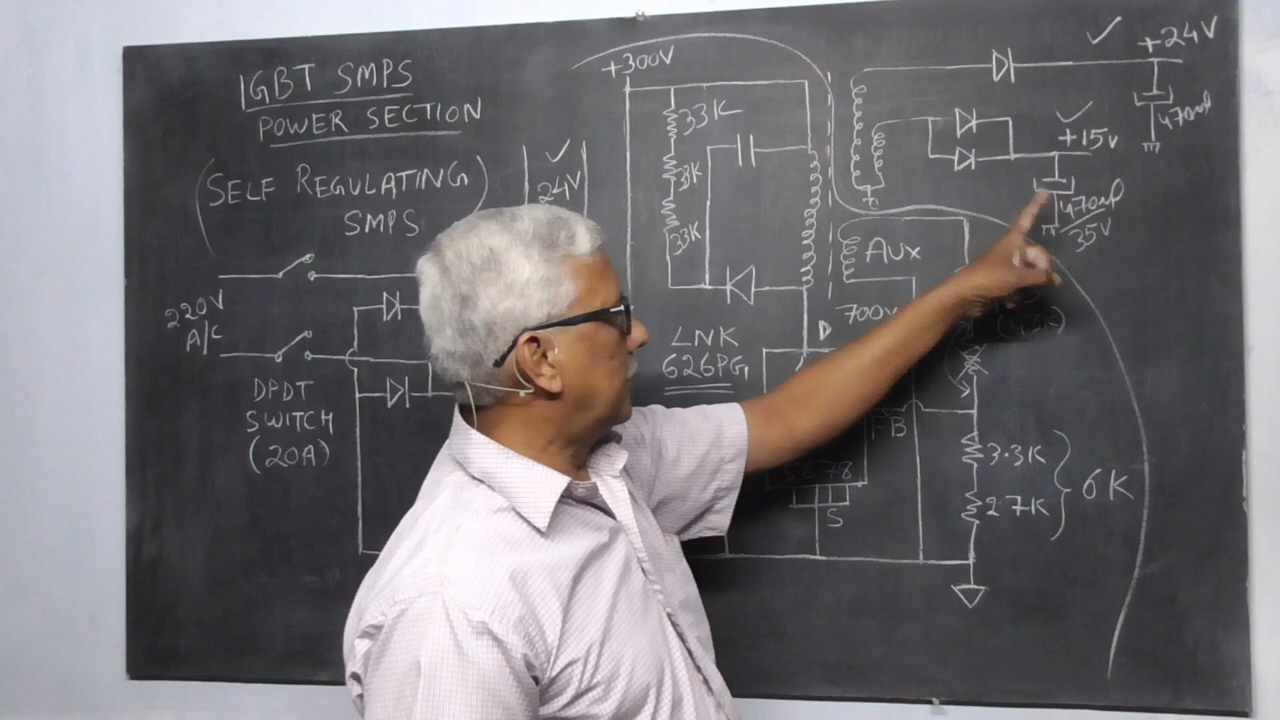 IGBT SMPS
POWER SECTION
(SELF REGULATING
SMPS)
220V
A/C
DPDT
SWITCH
(20A)
24V
+300V
33K
33K
33K
LNK
626PG
700V
D
Aux
FB
5678
S
3.3K
2.7K
6K
+24V
470uf
+15V
470uf
35V